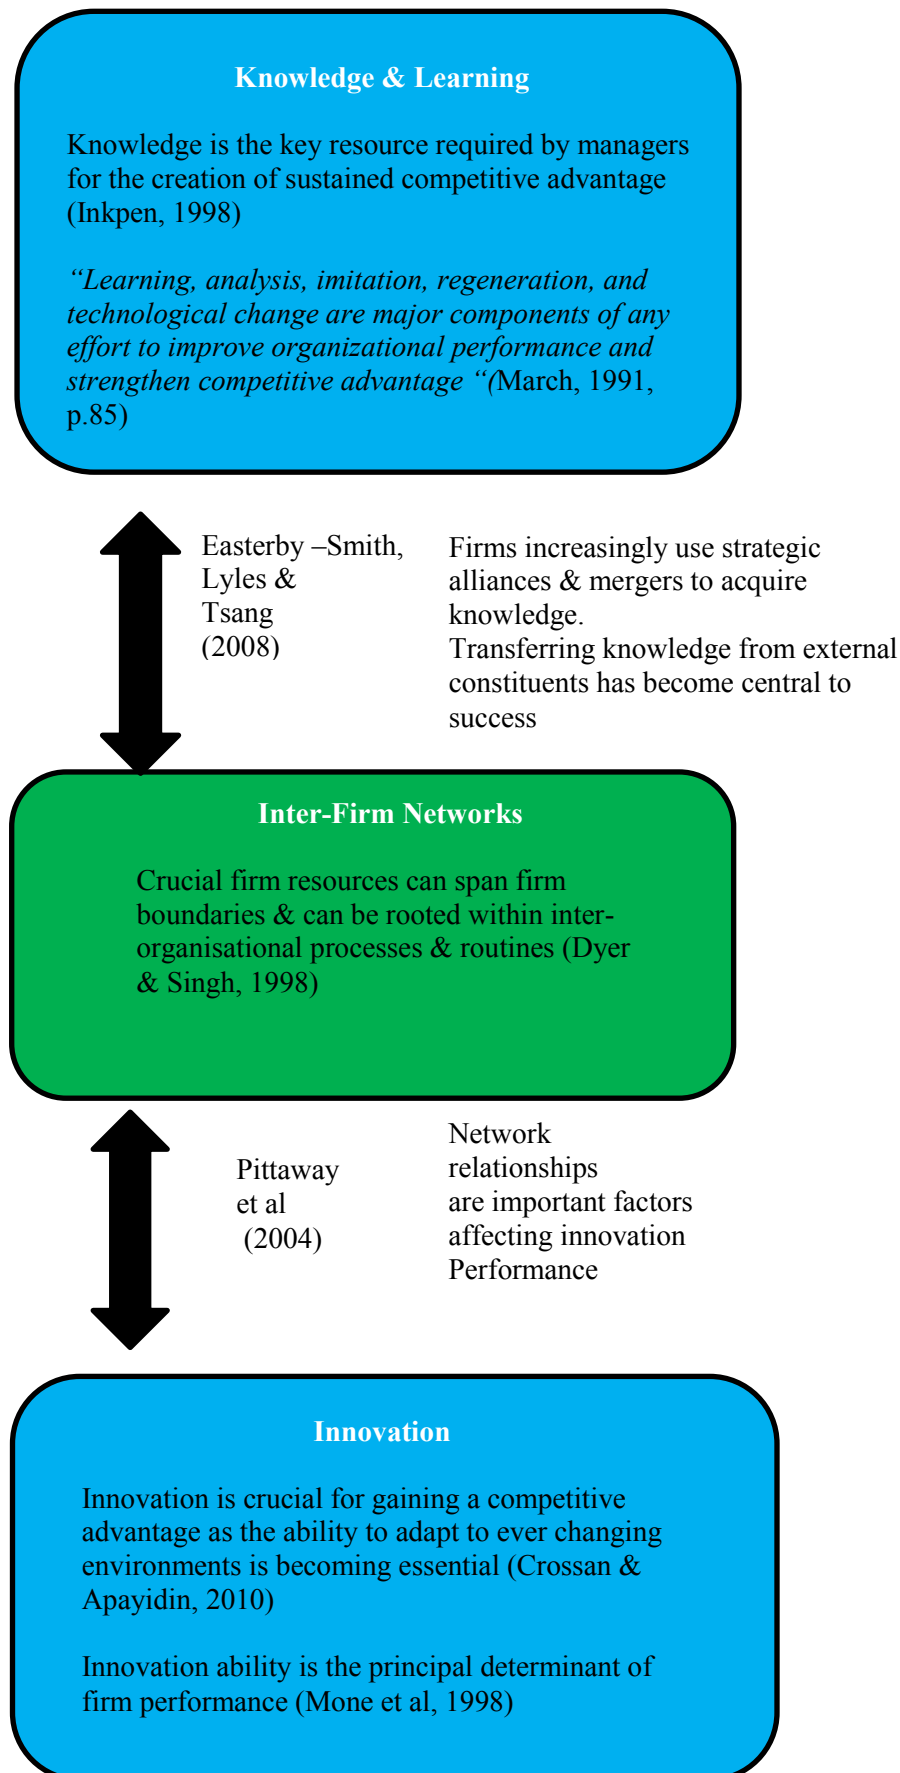 Knowledge & Learning
Knowledge is the key resource required by managers
for the creation of sustained competitive advantage
(Inkpen, 1998)
“Learning, analysis, imitation, regeneration, and
technological change are major components of any
effort to improve organizational performance and
strengthen competitive advantage “(March, 1991,
p.85)
Easterby –Smith,
Lyles &
Tsang
(2008)
Firms increasingly use strategic
alliances & mergers to acquire
knowledge.
Transferring knowledge from external
constituents has become central to
success
Inter-Firm Networks
Crucial firm resources can span firm
boundaries & can be rooted within inter-
organisational processes & routines (Dyer
& Singh, 1998)
Pittaway
et al
(2004)
Network
relationships
are important factors
affecting innovation
Performance
Innovation
Innovation is crucial for gaining a competitive
advantage as the ability to adapt to ever changing
environments is becoming essential (Crossan &
Apayidin, 2010)
Innovation ability is the principal determinant of
firm performance (Mone et al, 1998)